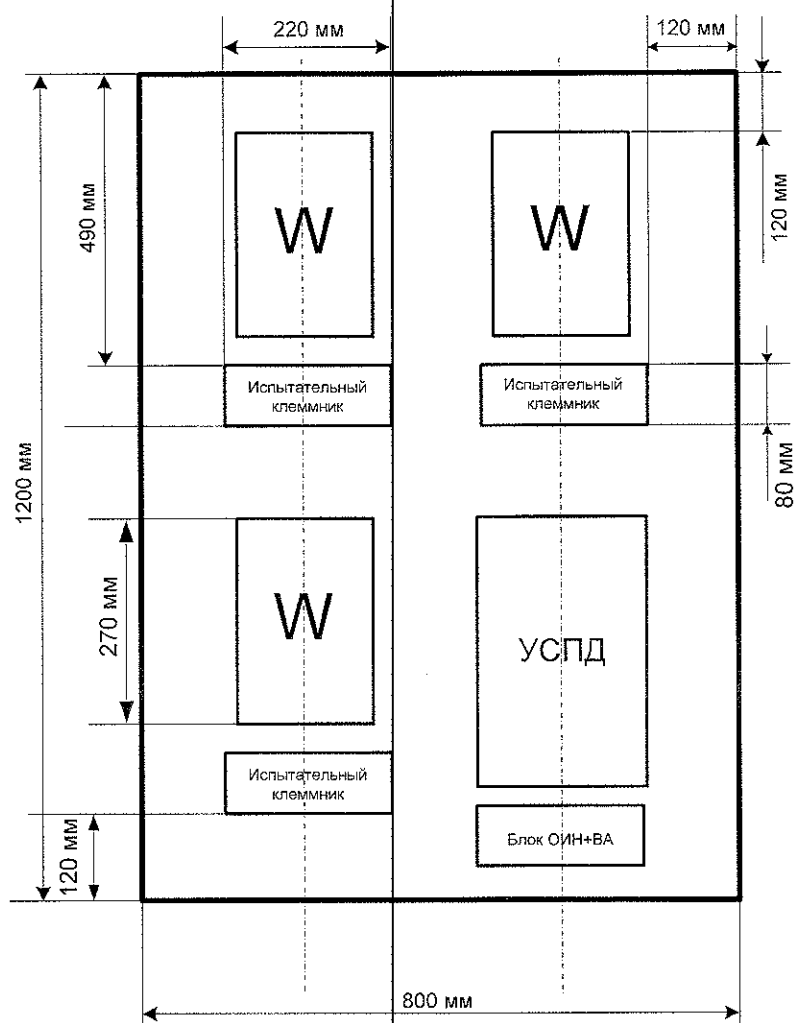 220 мм
120 мм
490 мм
W
W
120 мм
Испытательный
клеммник
Испытательный
клеммник
80 мм
1200 мм
270 мм
W
УСПД
Испытательный
клеммник
120 мм
Блок ОИН+ВА
800 мм